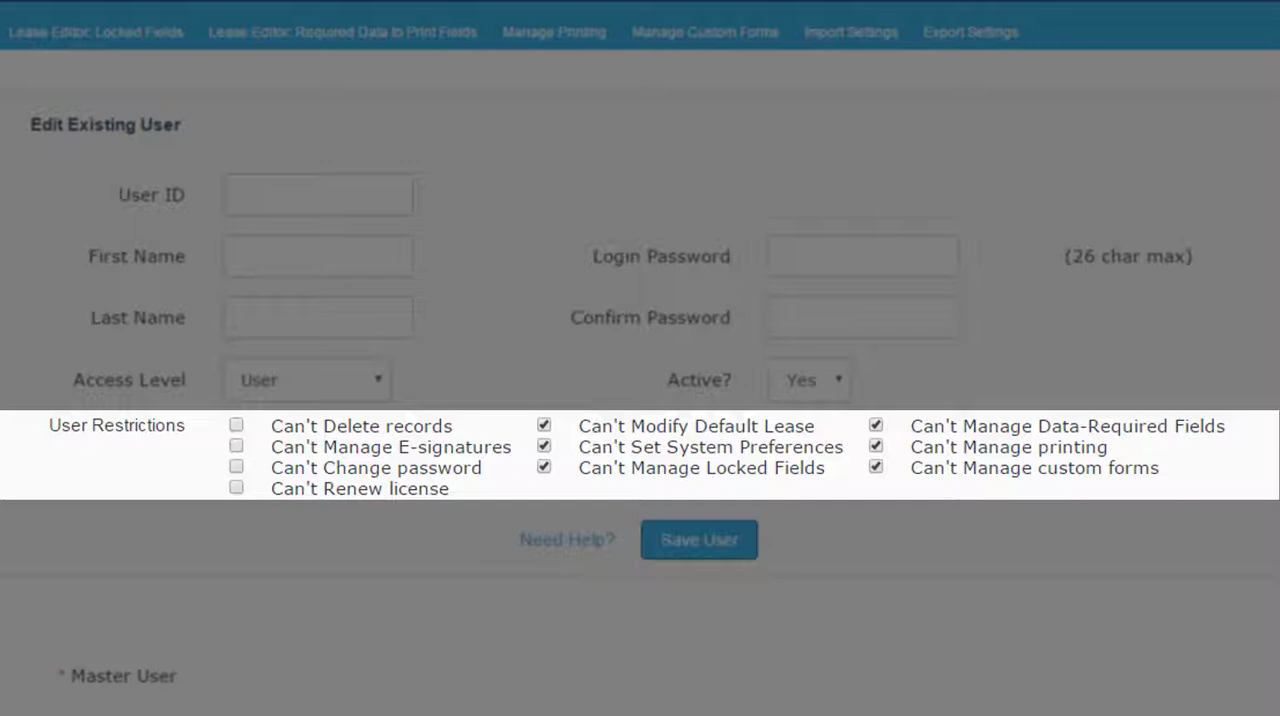 Lease Editor: Locked Fields Lease Editor: Required Data to Print Fields Manage Printing Manage Custom Forms Import Settings Export Settings
Edit Existing User
User ID
First Name Login Password (26 char max)
Last Name Confirm Password
Access Level User Active? Yes
User Restrictions Can't Delete records Can't Modify Default Lease Can't Manage Data-Required Fields
Can't Manage E-signatures Can't Set System Preferences Can't Manage printing
Can't Change password Can't Manage Locked Fields Can't Manage custom forms
Can't Renew license
Need Help? Save User
* Master User